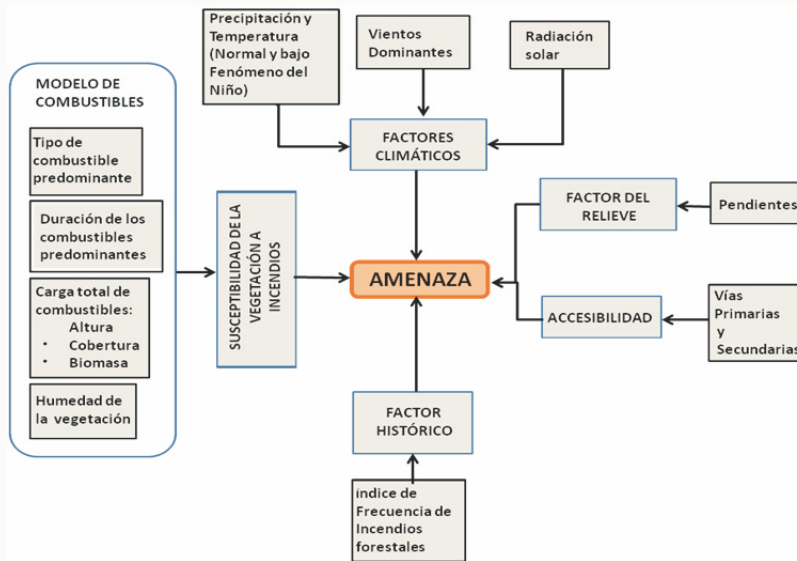 MODELO DE
COMBUSTIBLES
Tipo de
combustible
predominante
Duración de los
combustibles
predominantes
Carga total de
combustibles:
Altura
• Cobertura
• Biomasa
Humedad de
la vegetación
SUSCEPTIBILIDAD DE LA
VEGETACIÓN A
INCENDIOS
Precipitación y
Temperatura
(Normal y bajo
Fenómeno del
Niño)
Vientos
Dominantes
Radiación
solar
FACTORES
CLIMÁTICOS
AMENAZA
FACTOR DEL
RELIEVE
Pendientes
ACCESIBILIDAD
Vías
Primarias
y
Secundarias
FACTOR
HISTÓRICO
índice de
Frecuencia de
Incendios
forestales